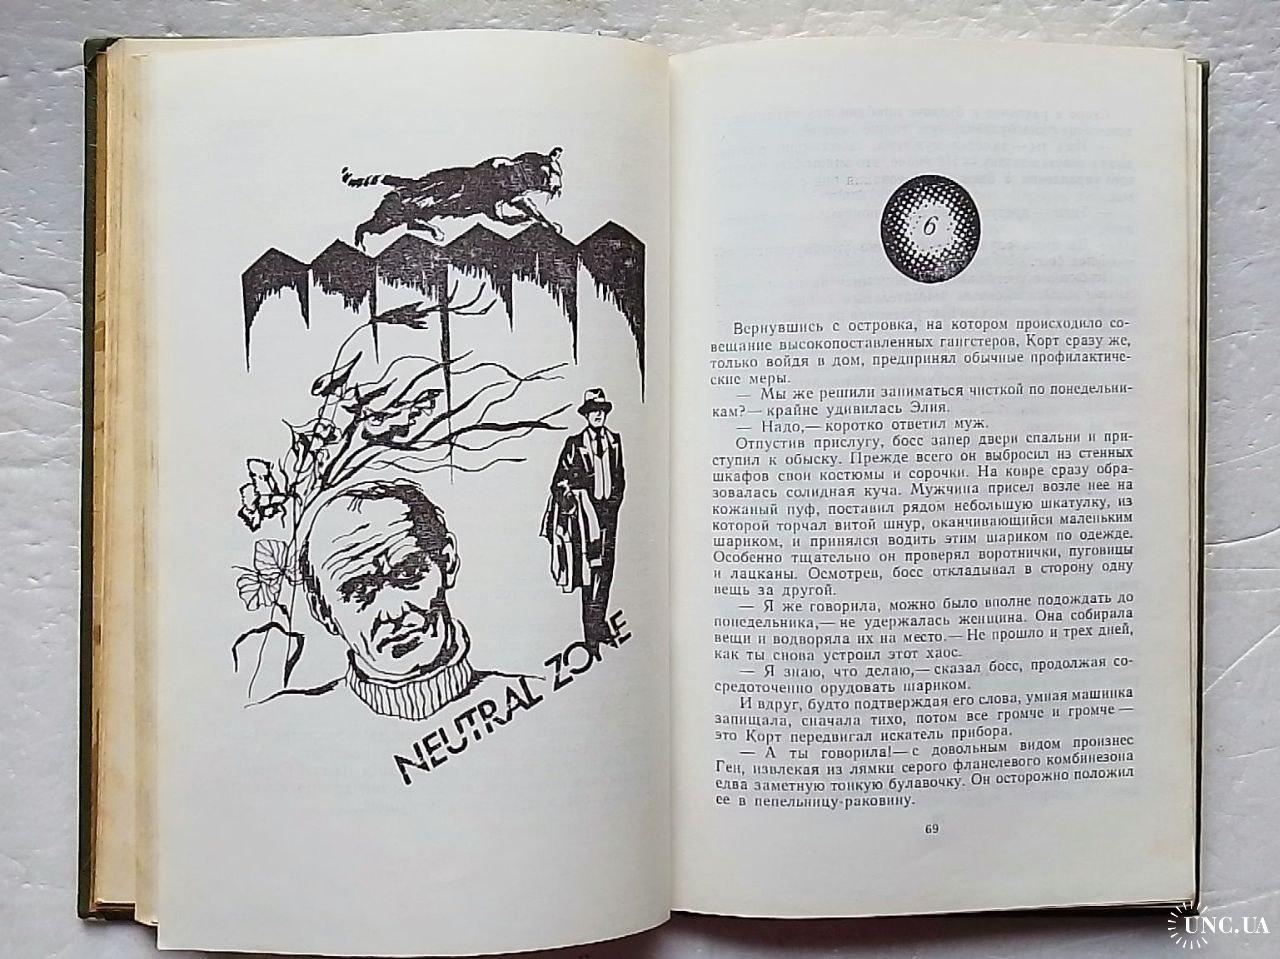 NEUTRAL ZONE
6
Вернувшись с островка, на котором происходило со-
вещание высокопоставленных гангстеров, Корт сразу же,
только войдя в дом, предпринял обычные профилактиче-
ские меры.
— Мы же решили заниматься чисткой по понедельни-
кам?— крайне удивилась Элия.
— Надо,— коротко ответил муж.
Отпустив прислугу, босс запер двери спальни и при-
ступил к обыску. Прежде всего он выбросил из стенных
шкафов свои костюмы и сорочки. На ковре сразу обра-
зовалась солидная куча. Мужчина присел возле нее на
кожаный пуф, поставил рядом небольшую шкатулку, из
которой торчал витой шнур, оканчивающийся маленьким
шариком, и принялся водить этим шариком по одежде.
Особенно тщательно он проверял воротнички, пуговицы
и лацканы. Осмотрев, босс откладывал в сторону одну
вещь за другой.
— Я же говорила, можно было вполне подождать до
понедельника,— не удержалась женщина. Она собирала
вещи и водворяла их на место.— Не прошло и трех дней,
как ты снова устроил этот хаос.
— Я знаю, что делаю,— сказал босс, продолжая со-
средоточенно орудовать шариком.
И вдруг, будто подтверждая его слова, умная машинка
запищала, сначала тихо, потом все громче и громче —
это Корт передвигал искатель прибора.
— А ты говорила!— с довольным видом произнес
Ген, извлекая из лямки серого фланелевого комбинезона
едва заметную тонкую булавочку. Он осторожно положил
ее в пепельницу-раковину.
69
UNC.UA